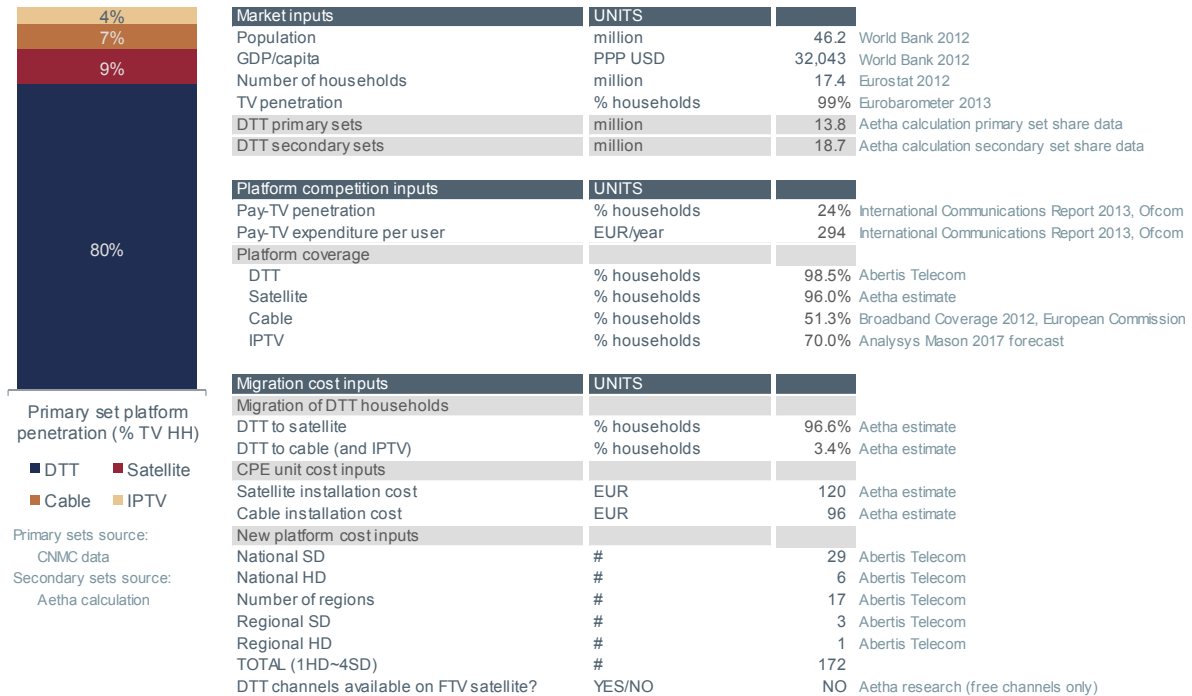 4%
7%
9%
80%
Primary set platform
penetration (% TV HH)
DTT Satellite
Cable IPTV
Primary sets source:
CNMC data
Secondary sets source:
Aetha calculation
Market inputs UNITS
Population million 46.2 World Bank 2012
GDP/capita PPP USD 32,043 World Bank 2012
Number of households million 17.4 Eurostat 2012
TV penetration % households 99% Eurobarometer 2013
DTT primary sets million 13.8 Aetha calculation primary set share data
DTT secondary sets million 18.7 Aetha calculation secondary set share data
Platform competition inputs UNITS
Pay-TV penetration % households 24% International Communications Report 2013, Ofcom
Pay-TV expenditure per user EUR/year 294 International Communications Report 2013, Ofcom
Platform coverage
DTT % households 98.5% Abertis Telecom
Satellite % households 96.0% Aetha estimate
Cable % households 51.3% Broadband Coverage 2012, European Commission
IPTV % households 70.0% Analysys Mason 2017 forecast
Migration cost inputs UNITS
Migration of DTT households
DTT to satellite % households 96.6% Aetha estimate
DTT to cable (and IPTV) % households 3.4% Aetha estimate
CPE unit cost inputs
Satellite installation cost EUR 120 Aetha estimate
Cable installation cost EUR 96 Aetha estimate
New platform cost inputs
National SD # 29 Abertis Telecom
National HD # 6 Abertis Telecom
Number of regions # 17 Abertis Telecom
Regional SD # 3 Abertis Telecom
Regional HD # 1 Abertis Telecom
TOTAL (1HD~4SD) # 172
DTT channels available on FTV satellite? YES/NO NO Aetha research (free channels only)